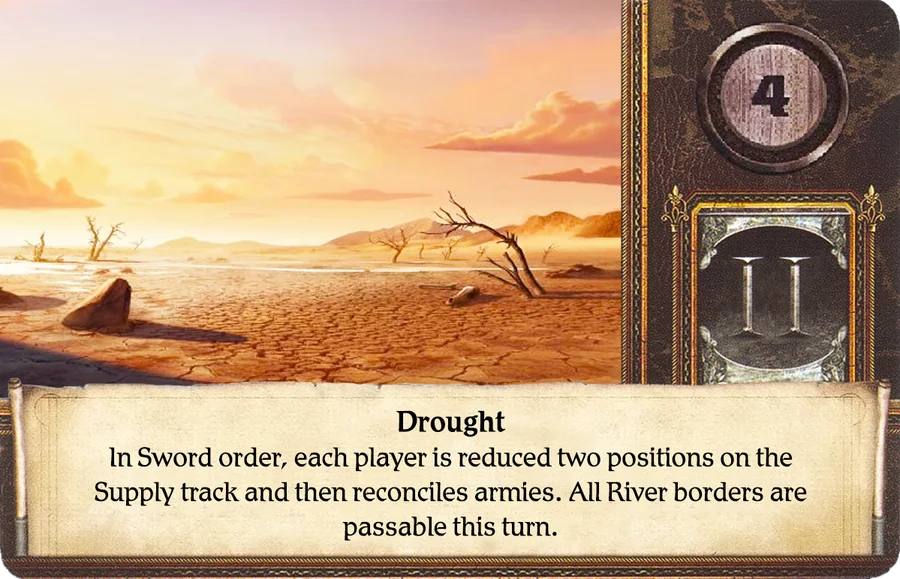 4
II
Drought
In Sword order, each player is reduced two positions on the
Supply track and then reconciles armies. All River borders are
passable this turn.